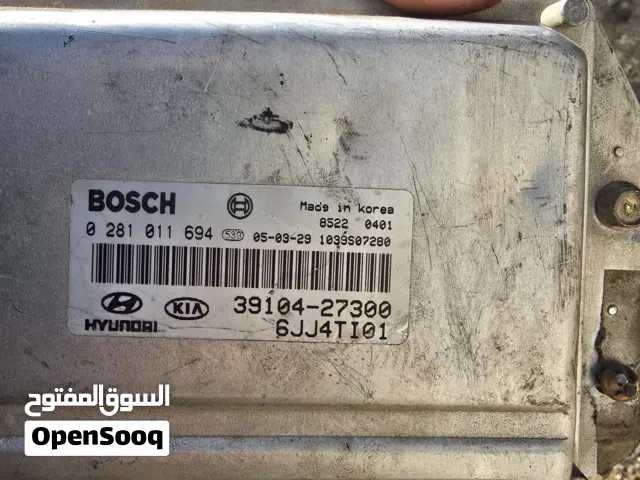 BOSCH
Made in Korea
8522 0401
0 281 011 694 539 05-03-29 1039S07280
HYUNDAI KIA 39104-27300
6JJ4TI01
السوق المفتوح
OpenSooq